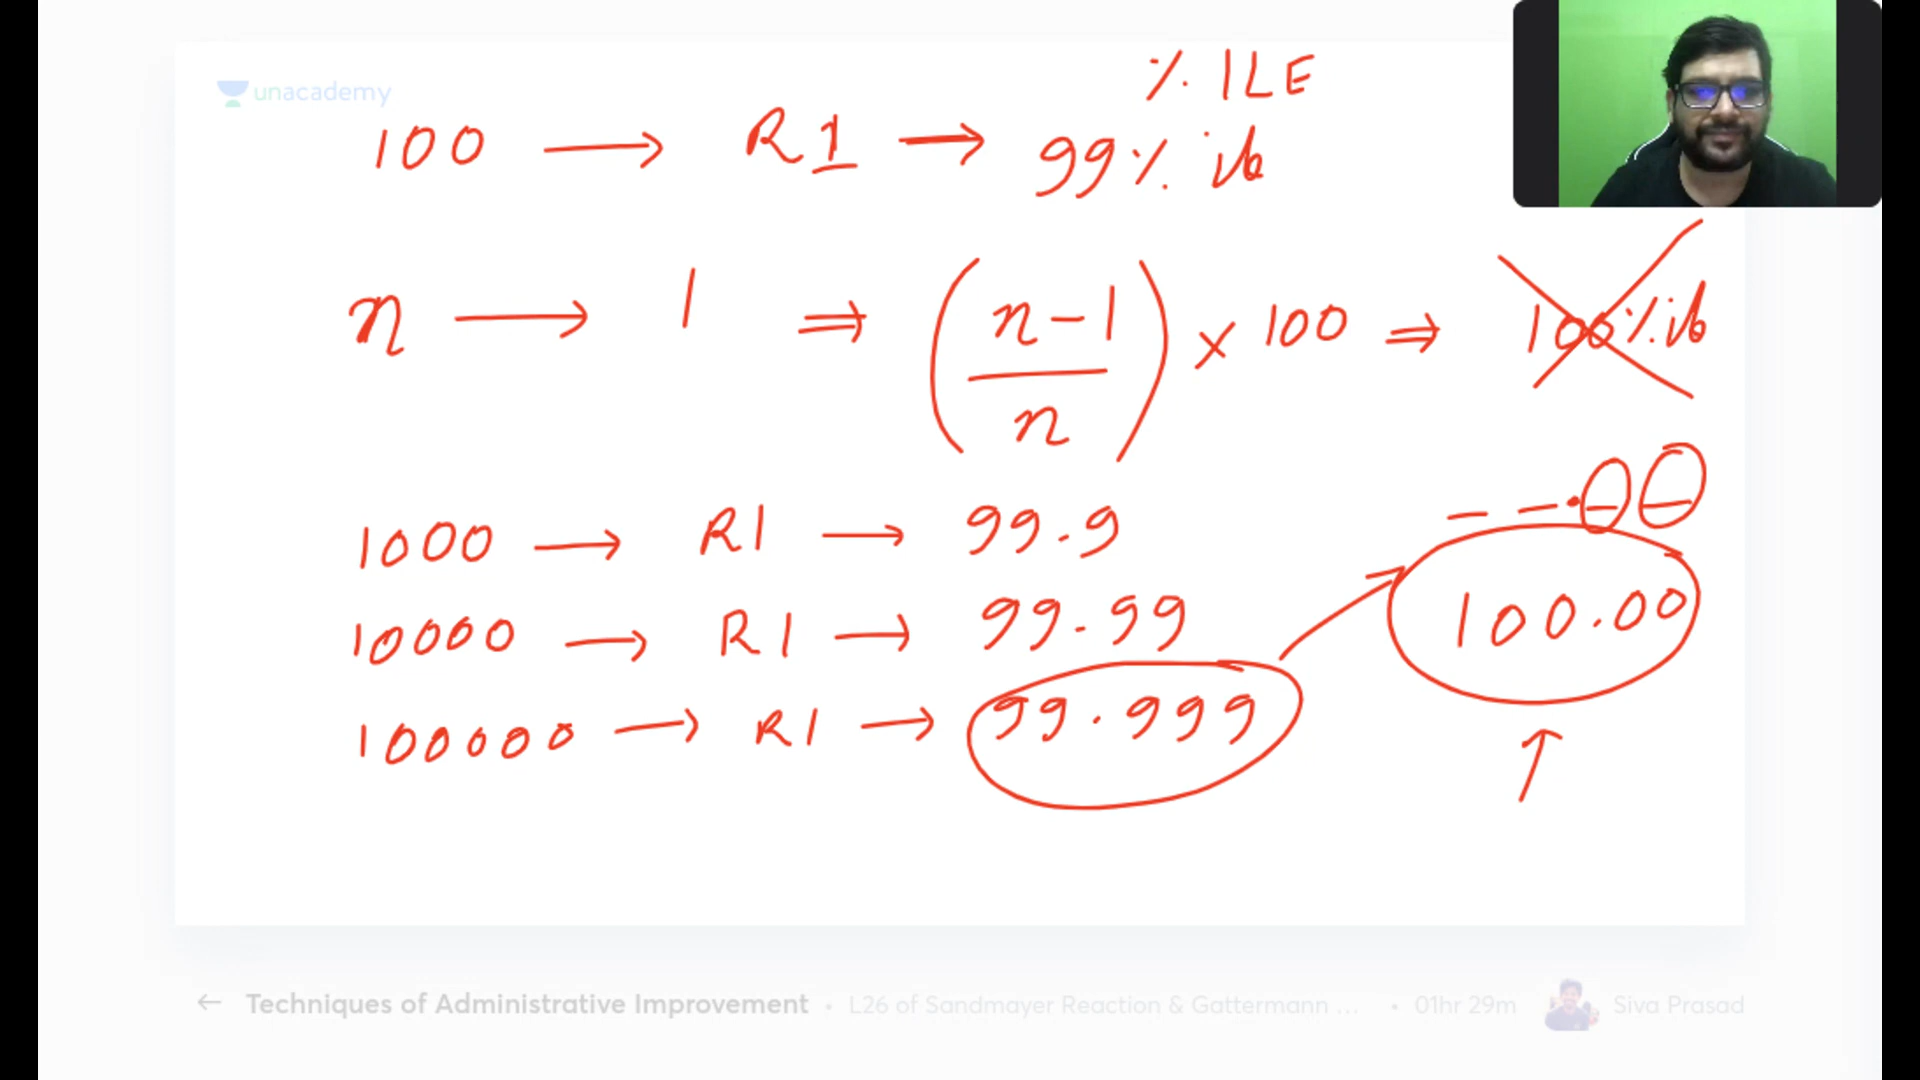 unacademy
% ILE
100 → R1 → 99%ile
n → 1 ⇒ (n-1/n) × 100 ⇒ 100%ile
1000 → R1 → 99.9
10000 → R1 → 99.99
100.00
100000 → R1 → 99.999
← Techniques of Administrative Improvement • L26 of Sandmayer Reaction & Gattermann ... • 01hr 29m Siva Prasad